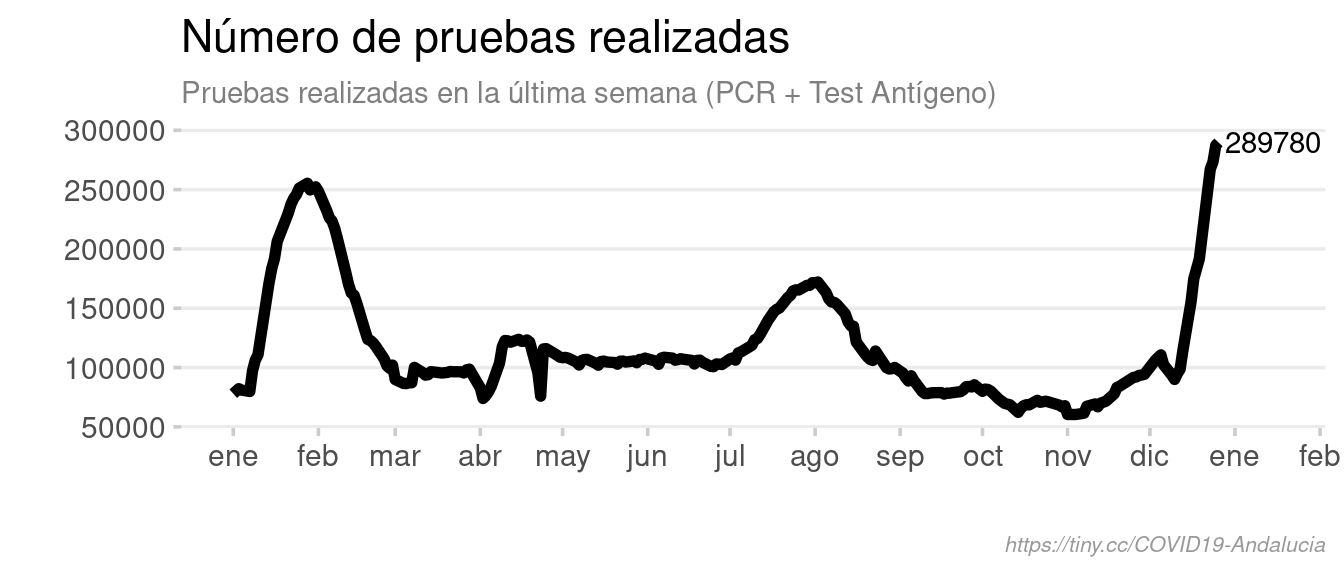 Número de pruebas realizadas
Pruebas realizadas en la última semana (PCR + Test Antígeno)
300000
289780
250000
200000
150000
100000
50000
ene feb mar abr may jun jul ago sep oct nov dic ene feb
https://tiny.cc/COVID19-Andalucia